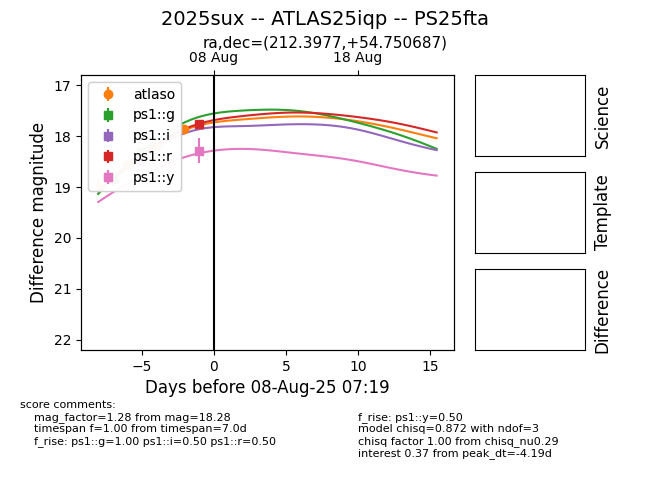 2025sux -- ATLAS25iqp -- PS25fta
ra,dec=(212.3977,+54.750687)
08 Aug
18 Aug
17
18
19
20
21
22
Difference magnitude
atlaso
ps1::g
ps1::i
ps1::r
ps1::y
−5
0
5
10
15
Days before 08-Aug-25 07:19
Science
Template
Difference
score comments:
mag_factor=1.28 from mag=18.28
timespan f=1.00 from timespan=7.0d
f_rise: ps1::g=1.00 ps1::i=0.50 ps1::r=0.50
f_rise: ps1::y=0.50
model chisq=0.872 with ndof=3
chisq factor 1.00 from chisq_nu0.29
interest 0.37 from peak_dt=-4.19d